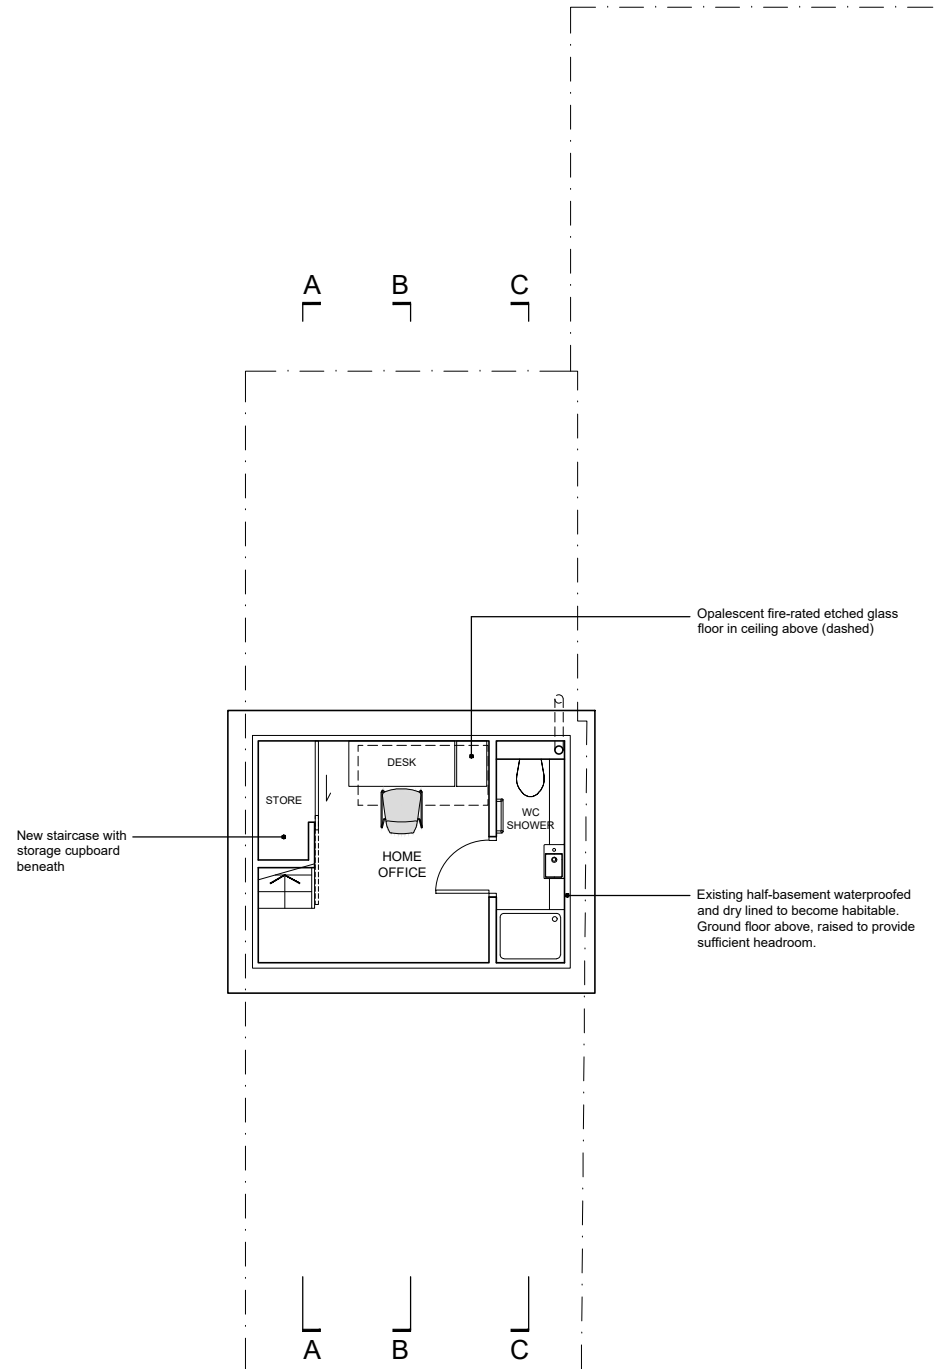 A B C
Opalescent fire-rated etched glass
floor in ceiling above (dashed)
DESK
STORE
WC
SHOWER
New staircase with
storage cupboard
beneath
HOME
OFFICE
Existing half-basement waterproofed
and dry lined to become habitable.
Ground floor above, raised to provide
sufficient headroom.
A B C